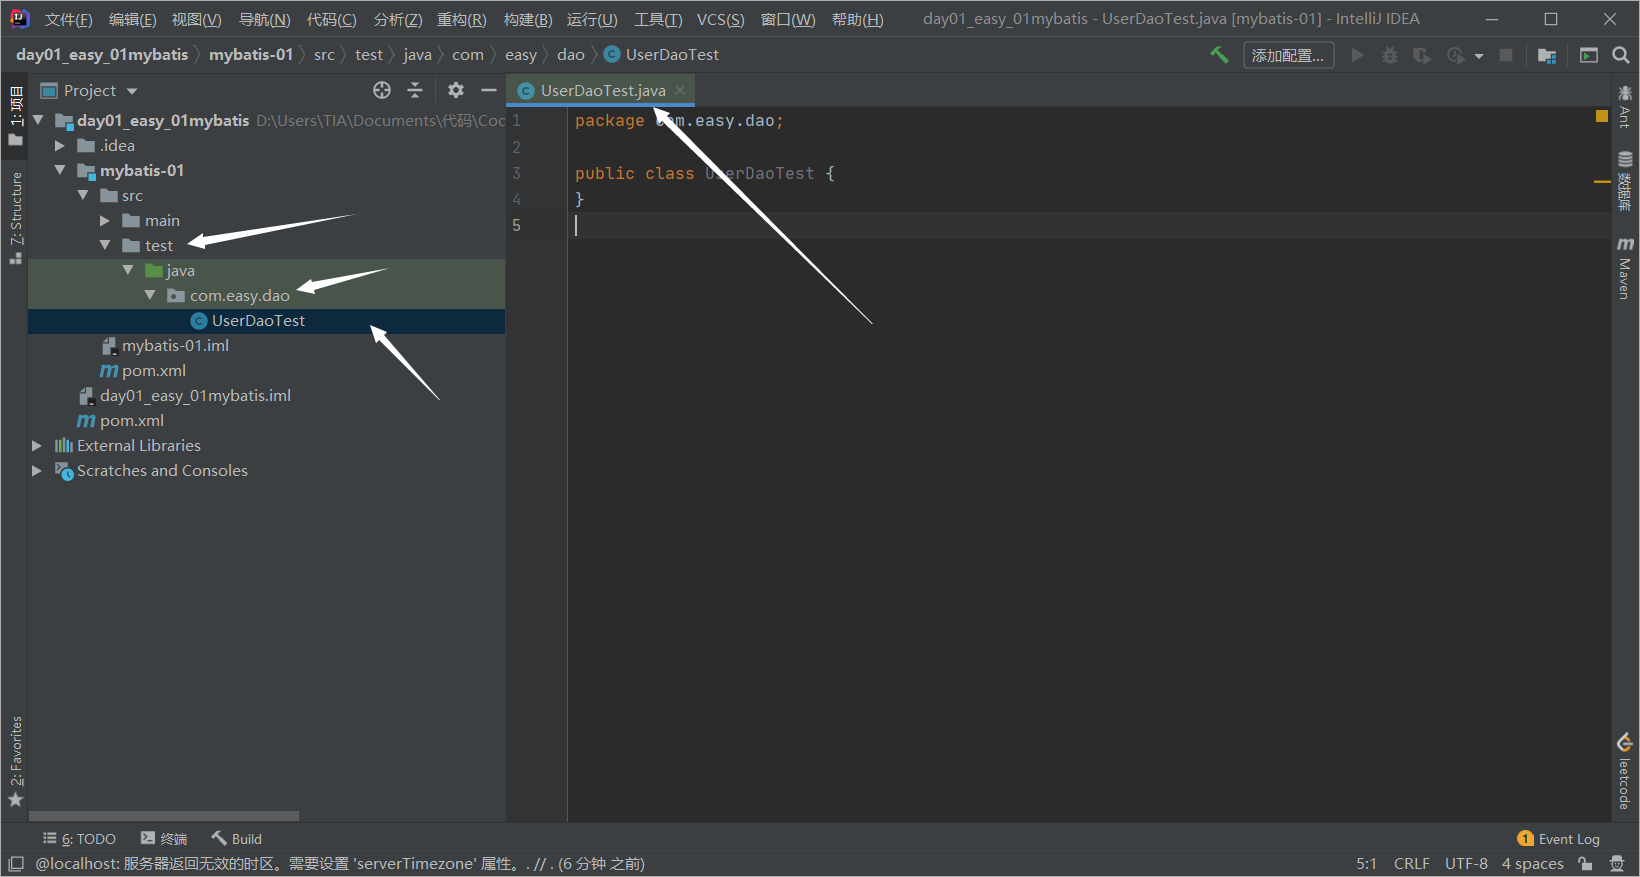 文件(F) 编辑(E) 视图(V) 导航(N) 代码(C) 分析(Z) 重构(R) 构建(B) 运行(U) 工具(T) VCS(S) 窗口(W) 帮助(H) day01_easy_01mybatis - UserDaoTest.java [mybatis-01] - IntelliJ IDEA
day01_easy_01mybatis mybatis-01 src test java com easy dao UserDaoTest 添加配置...
Project
UserDaoTest.java
day01_easy_01mybatis D:\Users\TIA\Documents\代码\Coc
.idea
mybatis-01
src
main
test
java
com.easy.dao
UserDaoTest
mybatis-01.iml
pom.xml
day01_easy_01mybatis.iml
pom.xml
External Libraries
Scratches and Consoles
1 package com.easy.dao;
2
3 public class UserDaoTest {
4 }
5
1: 项目
7: Structure
2: Favorites
Ant
数据库
Maven
leetcode
6: TODO 终端 Build 1 Event Log
@localhost: 服务器返回无效的时区。需要设置 'serverTimezone' 属性。. // . (6 分钟 之前) 5:1 CRLF UTF-8 4 spaces